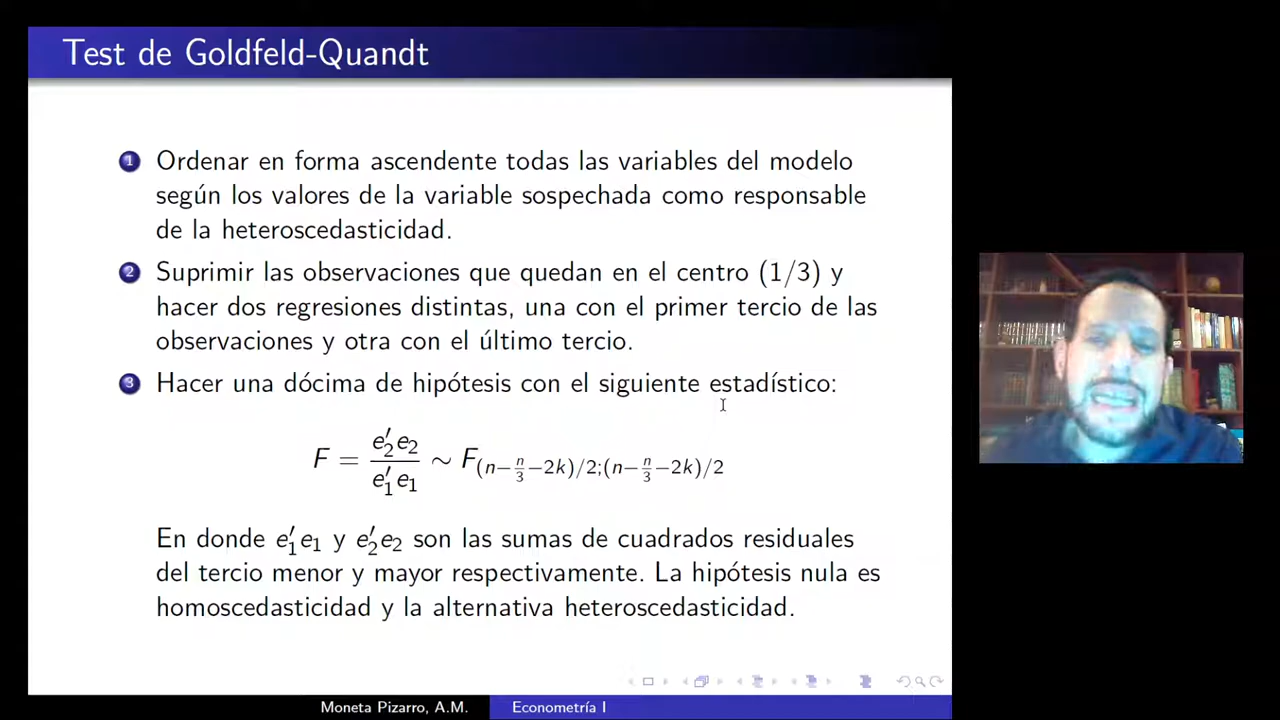 Test de Goldfeld-Quandt
1 Ordenar en forma ascendente todas las variables del modelo
según los valores de la variable sospechada como responsable
de la heteroscedasticidad.
2 Suprimir las observaciones que quedan en el centro (1/3) y
hacer dos regresiones distintas, una con el primer tercio de las
observaciones y otra con el último tercio.
3 Hacer una dócima de hipótesis con el siguiente estadístico:
F = e′₂e₂ / e′₁e₁ ∼ F(n−n/3−2k)/2;(n−n/3−2k)/2
En donde e′₁e₁ y e′₂e₂ son las sumas de cuadrados residuales
del tercio menor y mayor respectivamente. La hipótesis nula es
homoscedasticidad y la alternativa heteroscedasticidad.
Moneta Pizarro, A.M. Econometría I